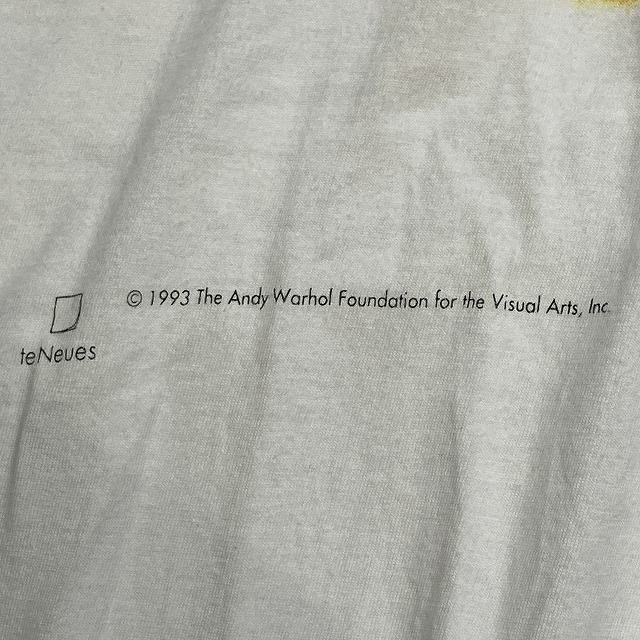 © 1993 The Andy Warhol Foundation for the Visual Arts, Inc.
teNeues